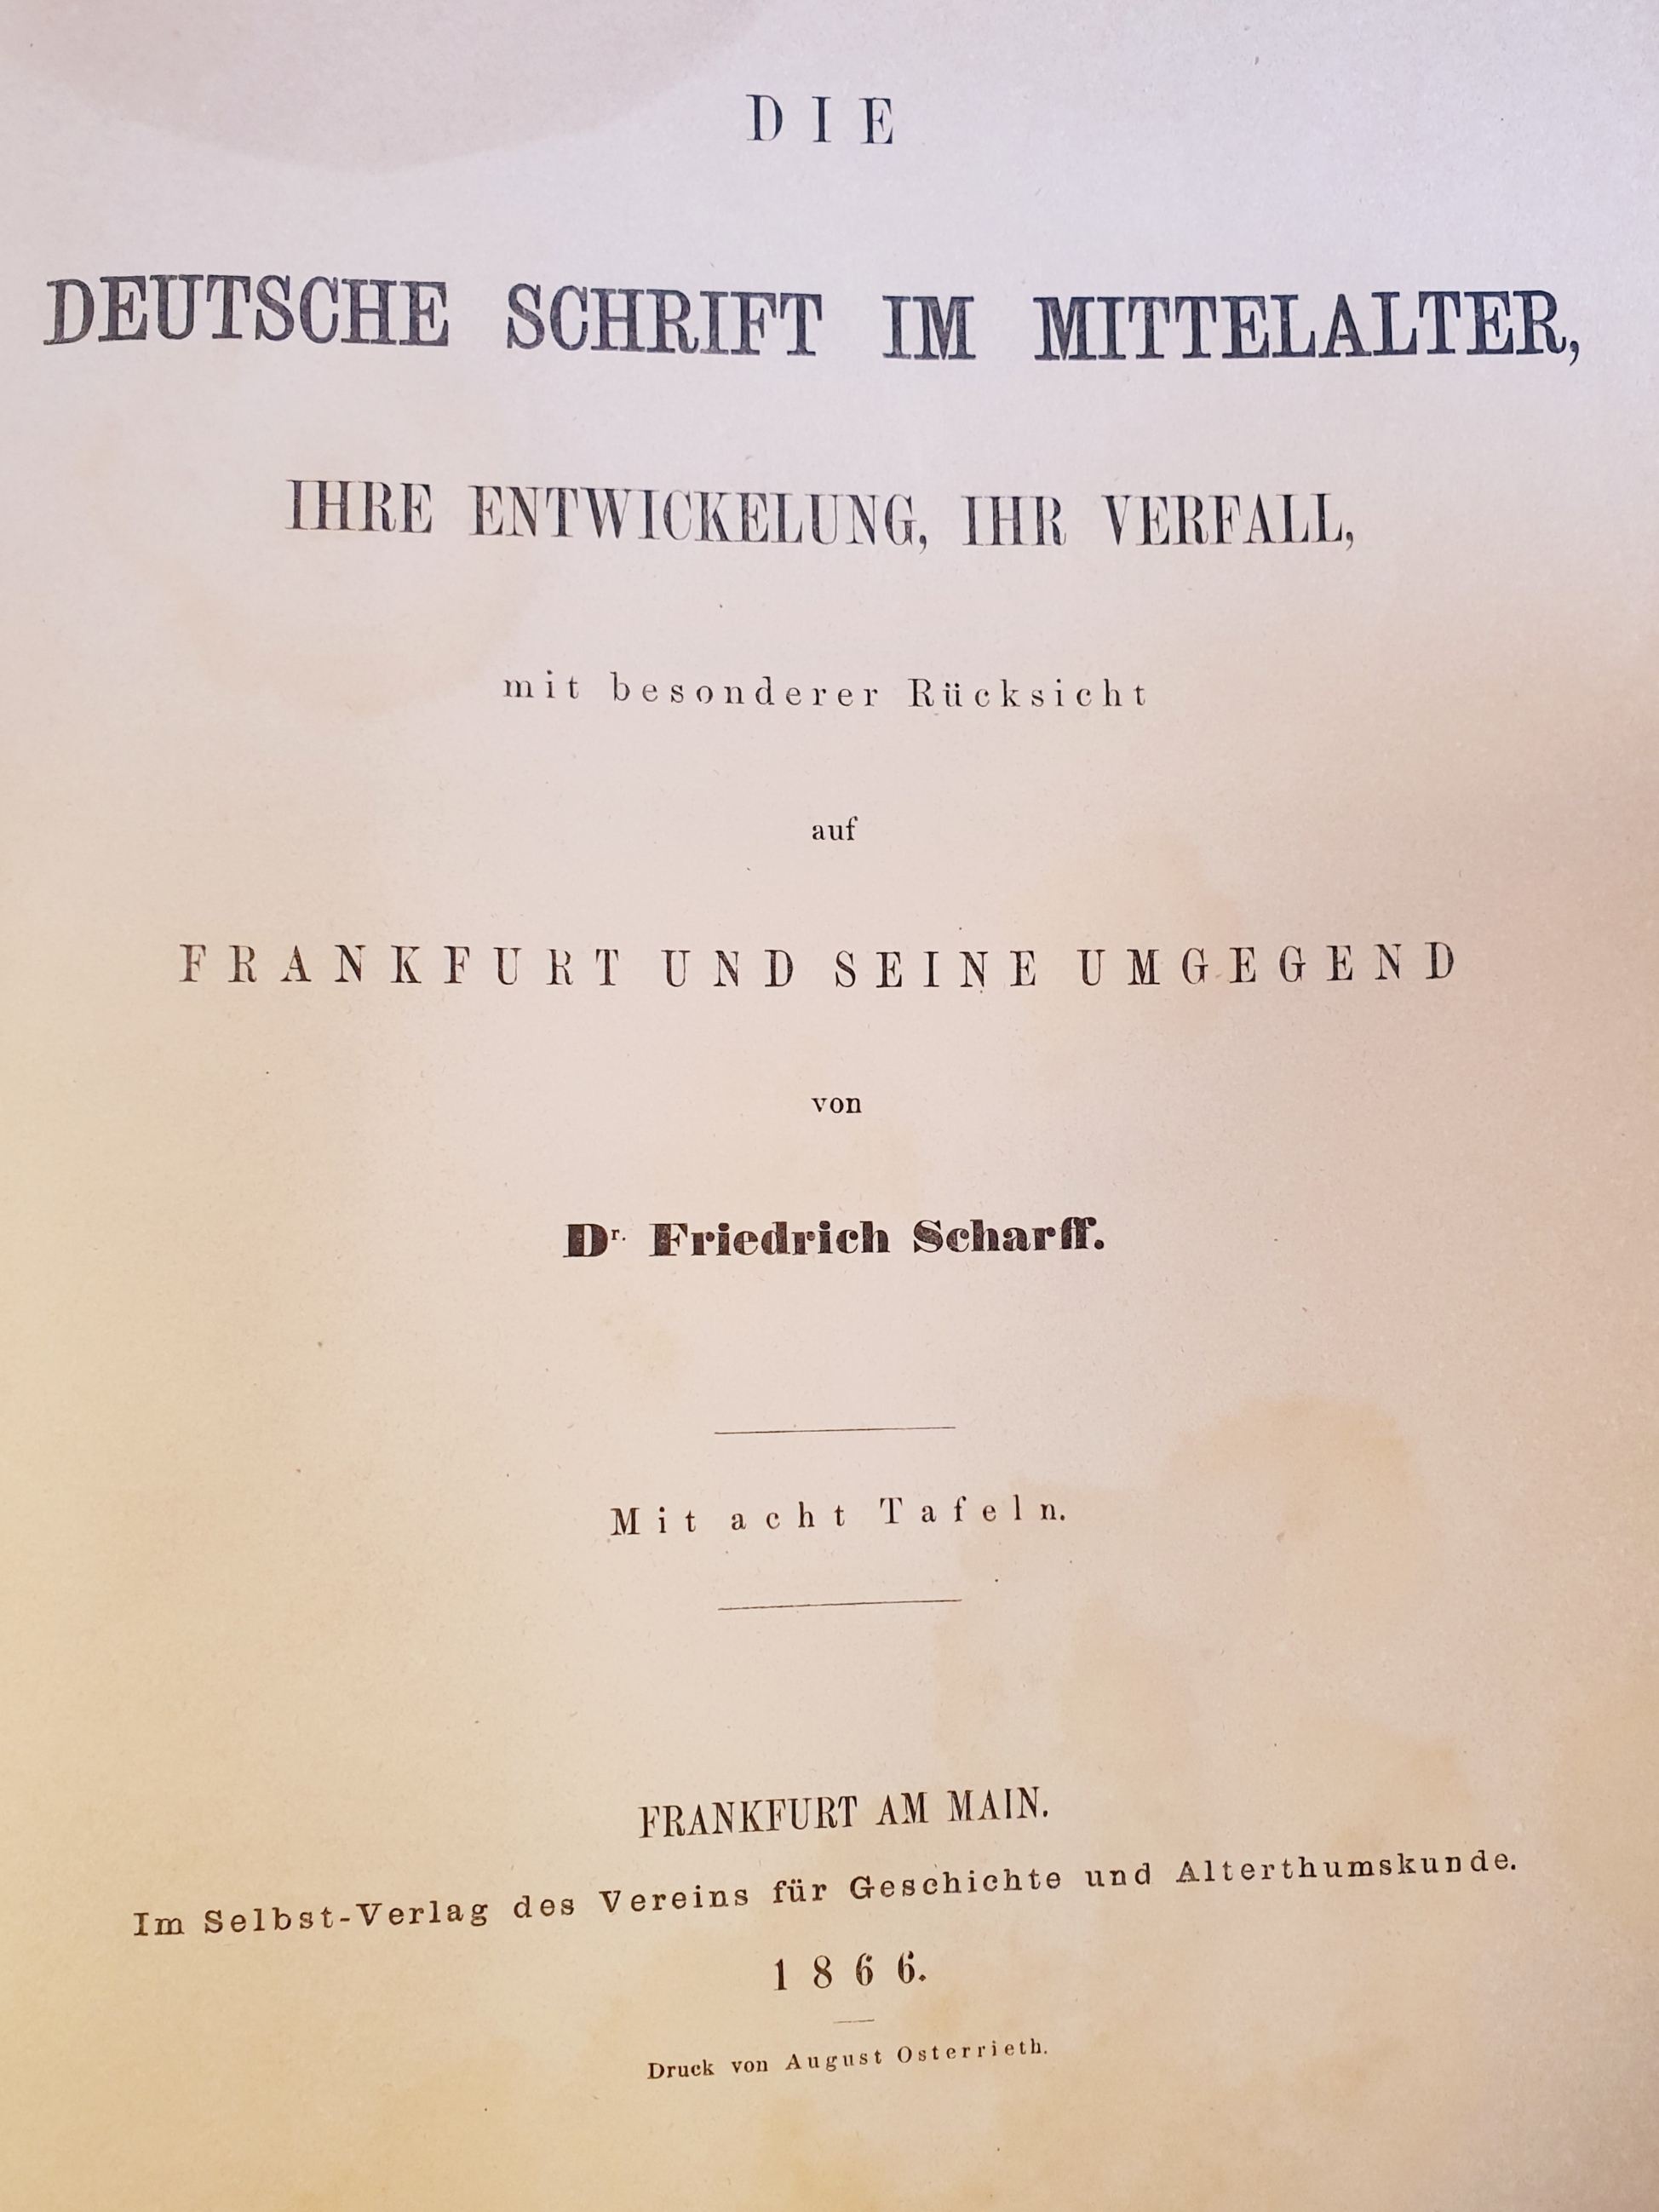 DIE
DEUTSCHE SCHRIFT IM MITTELALTER,
IHRE ENTWICKELUNG, IHR VERFALL,
mit besonderer Rücksicht
auf
FRANKFURT UND SEINE UMGEGEND
von
Dr. Friedrich Scharff.
Mit acht Tafeln.
FRANKFURT AM MAIN.
Im Selbst-Verlag des Vereins für Geschichte und Alterthumskunde.
1866.
Druck von August Osterrieth.